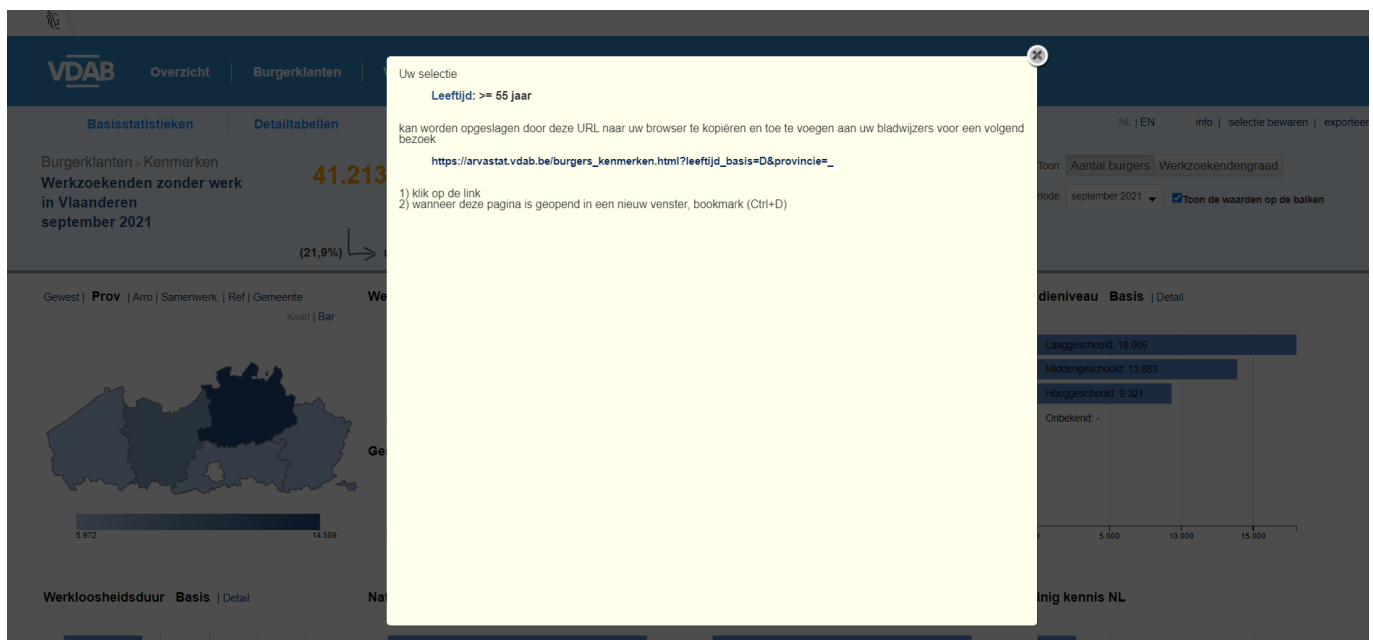 VDAB
Overzicht
Burgerklanten
Basisstatistieken
Detailtabellen
NL | EN
info | selectie bewaren | exporteer
Burgerklanten > Kenmerken
Werkzoekenden zonder werk
in Vlaanderen
september 2021
41.213
(21,9%)
Toon: Aantal burgers Werkzoekendengraad
riode: september 2021
Toon de waarden op de balken
Uw selectie
Leeftijd: >= 55 jaar
kan worden opgeslagen door deze URL naar uw browser te kopiëren en toe te voegen aan uw bladwijzers voor een volgend
bezoek
https://arvastat.vdab.be/burgers_kenmerken.html?leeftijd_basis=D&provincie=_
1) klik op de link
2) wanneer deze pagina is geopend in een nieuw venster, bookmark (Ctrl+D)
Gewest | Prov | Arro | Samenwerk. | Ref | Gemeente
Kaart | Bar
We
5.972
14.589
Ges
dieniveau Basis | Detail
Laaggeschoold: 18.006
Middengeschoold: 13.883
Hooggeschoold: 9.321
Onbekend: -
5.000
10.000
15.000
Werkloosheidsduur Basis | Detail
Nat
inig kennis NL